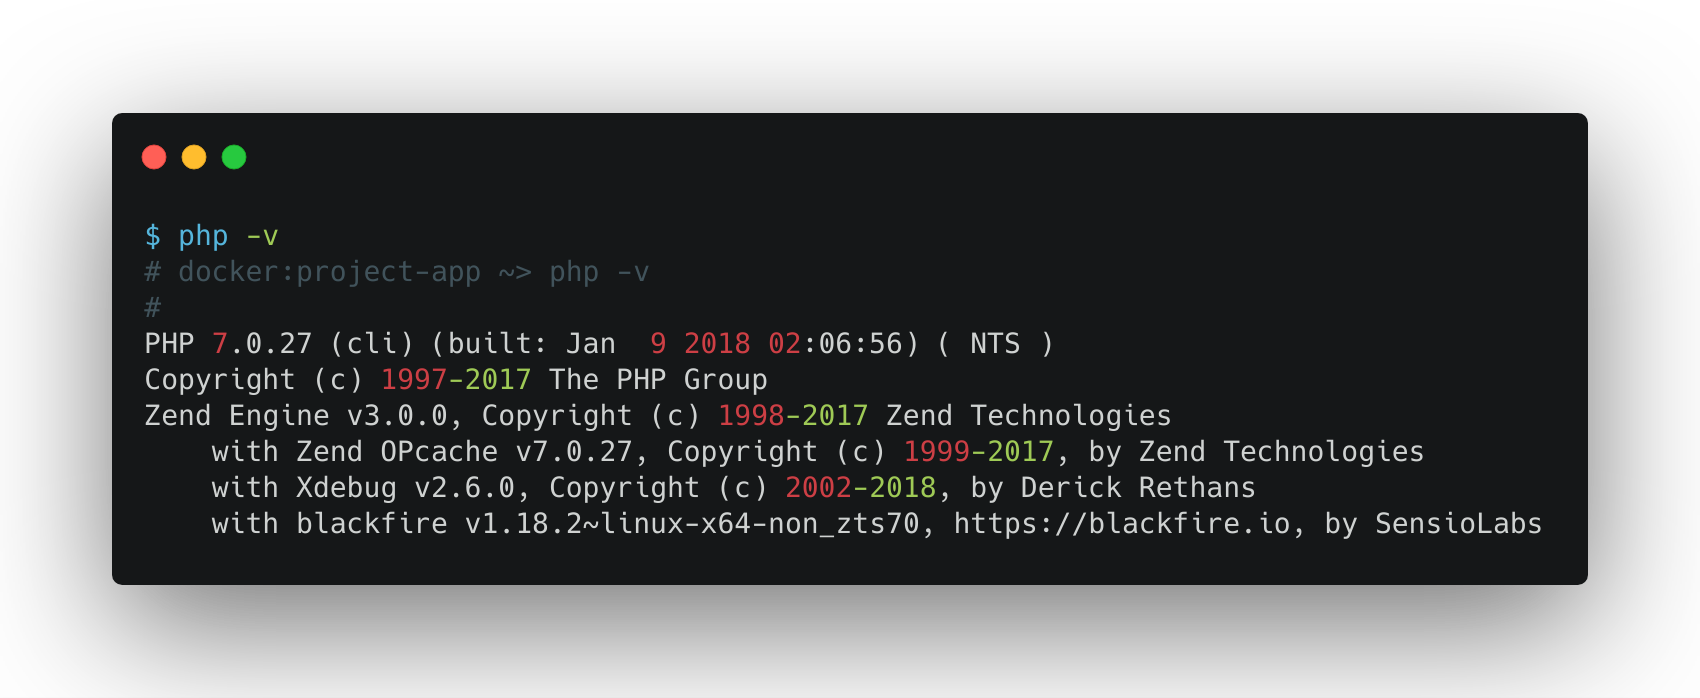 $ php -v
# docker:project-app ~> php -v
#
PHP 7.0.27 (cli) (built: Jan  9 2018 02:06:56) ( NTS )
Copyright (c) 1997-2017 The PHP Group
Zend Engine v3.0.0, Copyright (c) 1998-2017 Zend Technologies
    with Zend OPcache v7.0.27, Copyright (c) 1999-2017, by Zend Technologies
    with Xdebug v2.6.0, Copyright (c) 2002-2018, by Derick Rethans
    with blackfire v1.18.2~linux-x64-non_zts70, https://blackfire.io, by SensioLabs